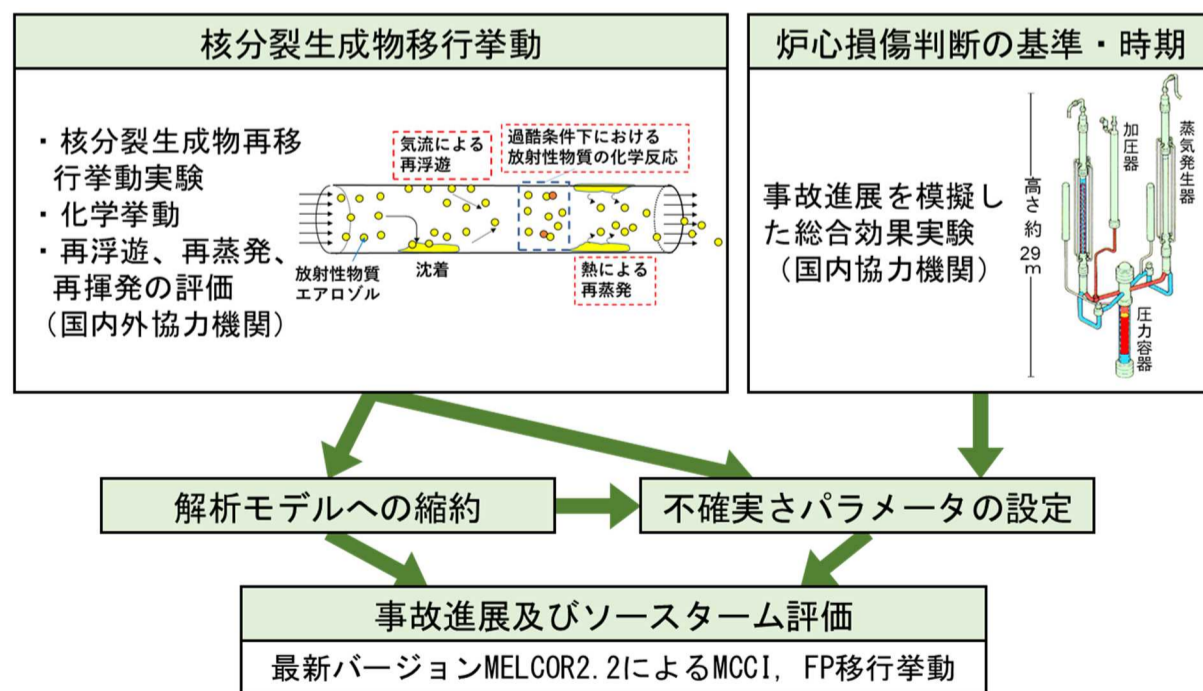 核分裂生成物移行挙動
・核分裂生成物再移
行挙動実験
・化学挙動
・再浮遊、再蒸発、
再揮発の評価
(国内外協力機関)
気流による
再浮遊
過酷条件下における
放射性物質の化学反応
放射性物質
エアロゾル
沈着
熱による
再蒸発
炉心損傷判断の基準・時期
事故進展を模擬し
た総合効果実験
(国内協力機関)
高さ 約 29m
加圧器
蒸気発生器
圧力容器
解析モデルへの縮約
不確実さパラメータの設定
事故進展及びソースターム評価
最新バージョンMELCOR2.2によるMCCI, FP移行挙動